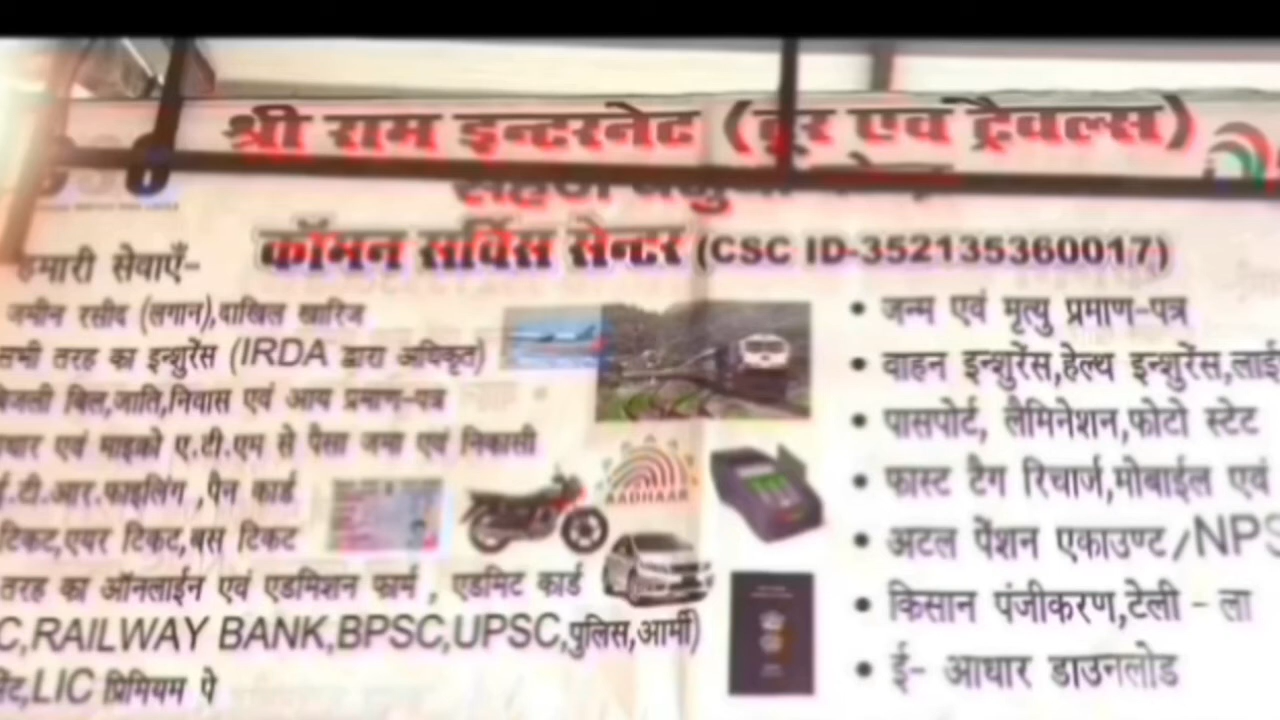 श्री राम इन्टरनेट (टूर एवं ट्रैवल्स)
कॉमन सर्विस सेन्टर (CSC ID-352135360017)
हमारी सेवाएँ-
जमीन रसीद (लगान),दाखिल खारिज
सभी तरह का इन्शुरेंस (IRDA द्वारा अधिकृत)
बिल,जाति,निवास एवं आय प्रमाण-पत्र
एवं माइक्रो ए.टी.एम से पैसा जमा एवं निकासी
टी.आर.फाइलिंग ,पैन कार्ड
टिकट,एयर टिकट,बस टिकट
तरह का ऑनलाईन एवं एडमिशन फार्म , एडमिट कार्ड
C,RAILWAY BANK,BPSC,UPSC,पुलिस,आर्मी)
LIC प्रिमियम पे
AADHAAR
• जन्म एवं मृत्यु प्रमाण-पत्र
• वाहन इन्शुरेंस,हेल्थ इन्शुरेंस,लाई
• पासपोर्ट, लैमिनेशन,फोटो स्टेट
• फास्ट टैग रिचार्ज,मोबाईल एवं
• अटल पेंशन एकाउण्ट/NPS
• किसान पंजीकरण,टेली - ला
• ई- आधार डाउनलोड